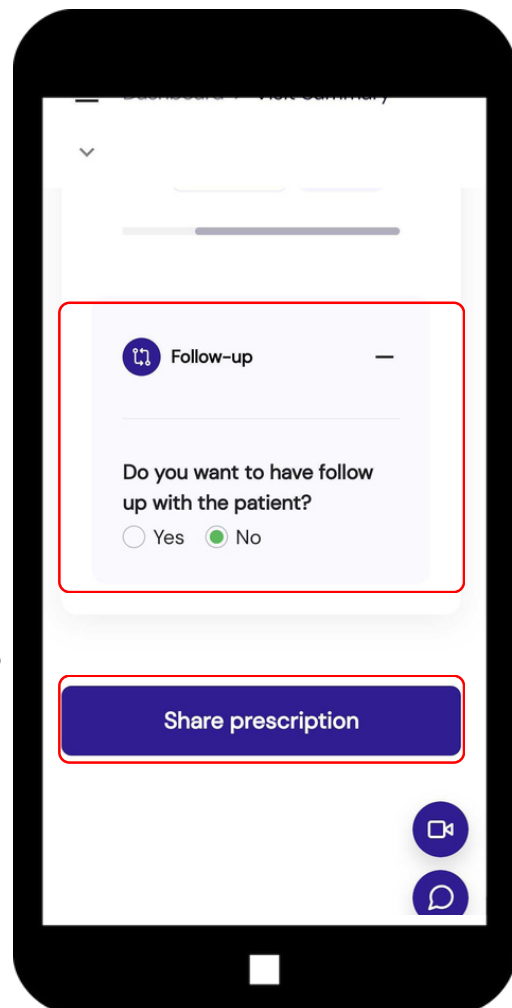 Follow-up
Do you want to have follow
up with the patient?
Yes No
Share prescription